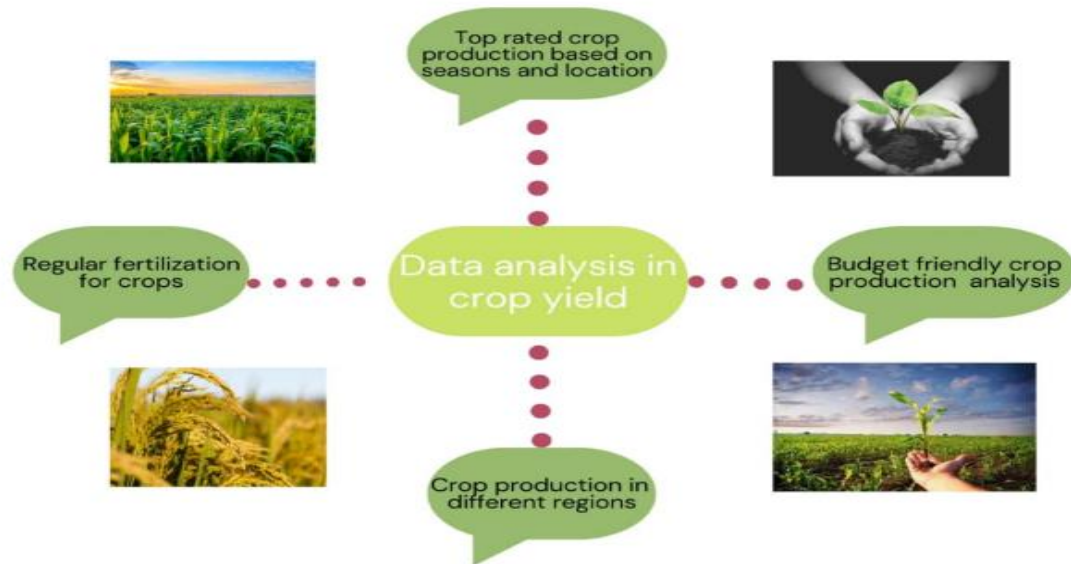 Top rated crop
production based on
seasons and location
Regular fertilization
for crops
Data analysis in
crop yield
Budget friendly crop
production analysis
Crop production in
different regions